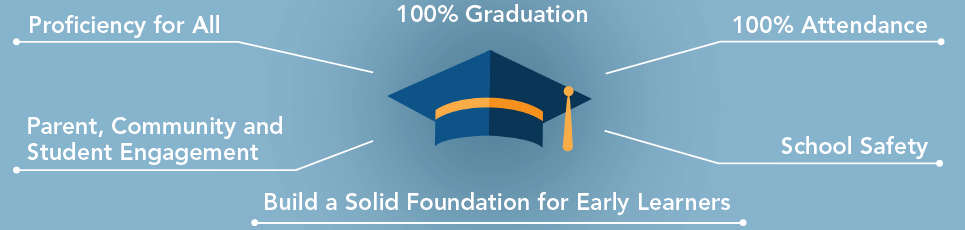 100% Graduation
Proficiency for All
100% Attendance
Parent, Community and
Student Engagement
School Safety
Build a Solid Foundation for Early Learners